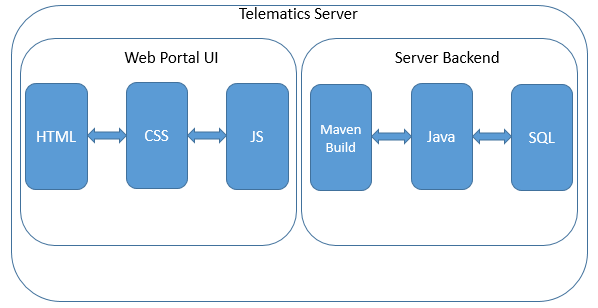 Telematics Server
Web Portal UI
HTML
CSS
JS
Server Backend
Maven
Build
Java
SQL